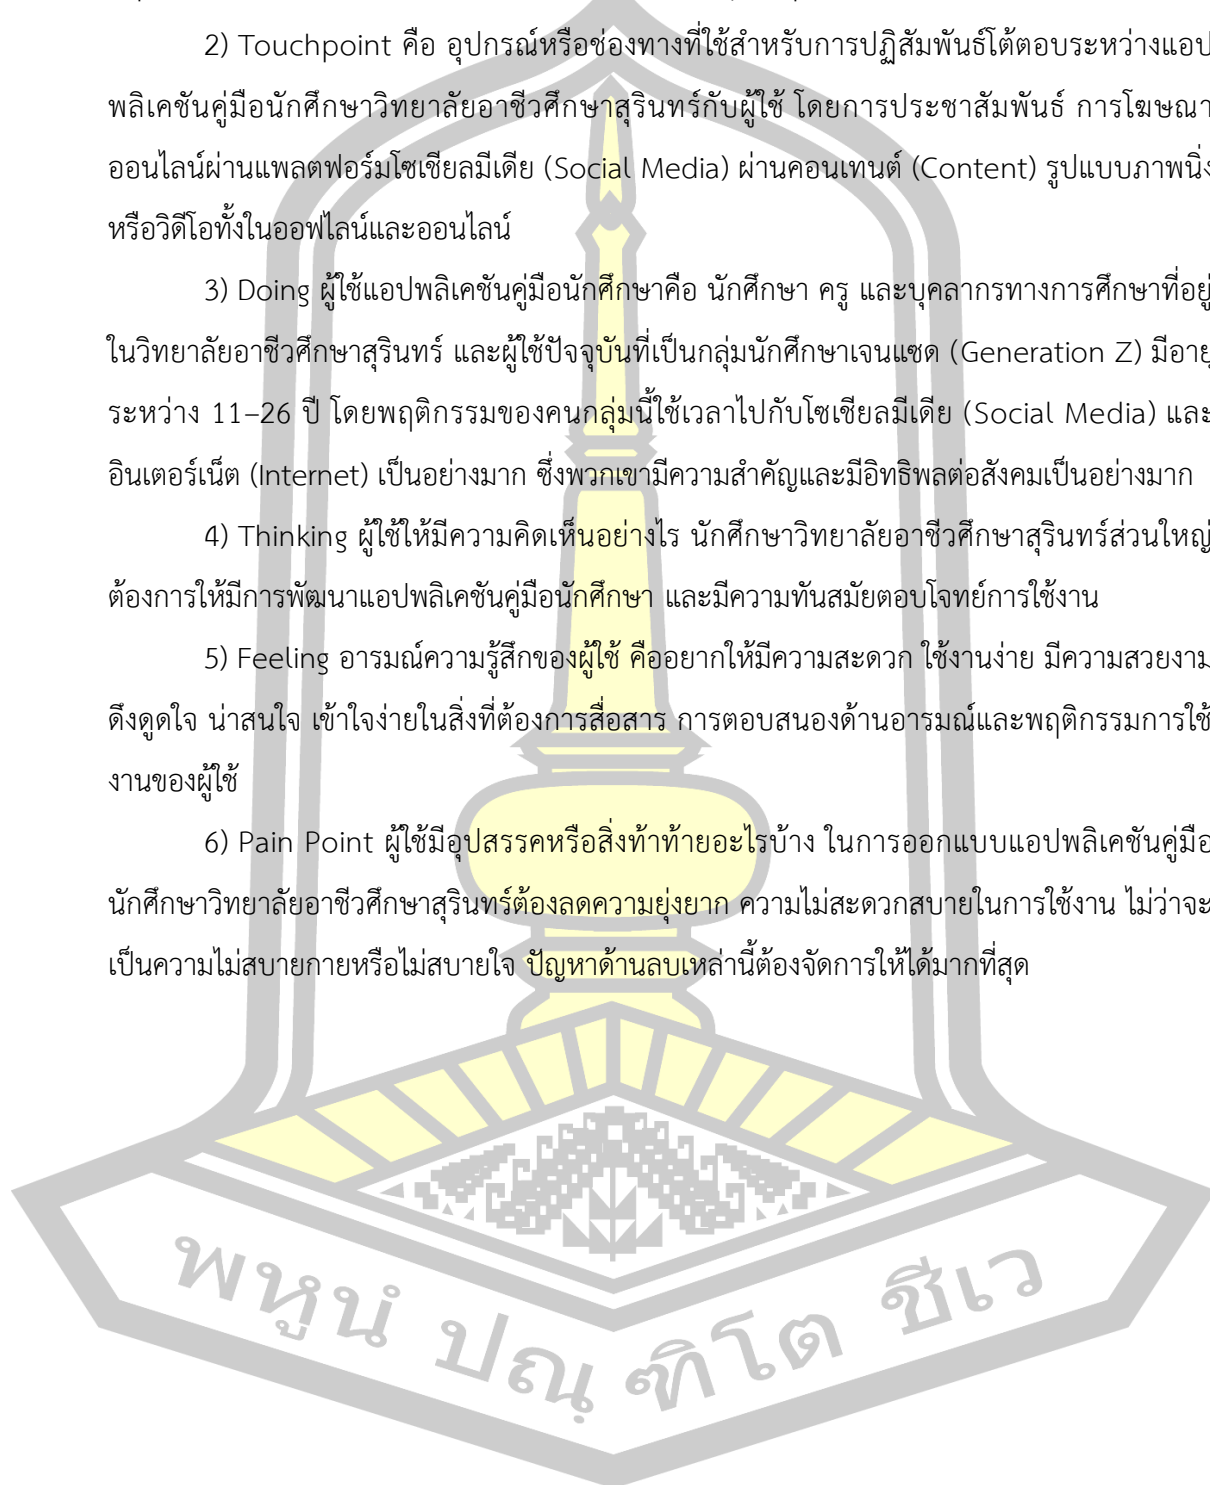 2) Touchpoint คือ อุปกรณ์หรือช่องทางที่ใช้สำหรับการปฏิสัมพันธ์โต้ตอบระหว่างแอป
พลิเคชันคู่มือนักศึกษาวิทยาลัยอาชีวศึกษาสุรินทร์กับผู้ใช้ โดยการประชาสัมพันธ์ การโฆษณา
ออนไลน์ผ่านแพลตฟอร์มโซเชียลมีเดีย (Social Media) ผ่านคอนเทนต์ (Content) รูปแบบภาพนิ่ง
หรือวิดีโอทั้งในออฟไลน์และออนไลน์
3) Doing ผู้ใช้แอปพลิเคชันคู่มือนักศึกษาคือ นักศึกษา ครู และบุคลากรทางการศึกษาที่อยู่
ในวิทยาลัยอาชีวศึกษาสุรินทร์ และผู้ใช้ปัจจุบันที่เป็นกลุ่มนักศึกษาเจนแซด (Generation Z) มีอายุ
ระหว่าง 11–26 ปี โดยพฤติกรรมของคนกลุ่มนี้ใช้เวลาไปกับโซเชียลมีเดีย (Social Media) และ
อินเตอร์เน็ต (Internet) เป็นอย่างมาก ซึ่งพวกเขามีความสำคัญและมีอิทธิพลต่อสังคมเป็นอย่างมาก
4) Thinking ผู้ใช้ให้มีความคิดเห็นอย่างไร นักศึกษาวิทยาลัยอาชีวศึกษาสุรินทร์ส่วนใหญ่
ต้องการให้มีการพัฒนาแอปพลิเคชันคู่มือนักศึกษา และมีความทันสมัยตอบโจทย์การใช้งาน
5) Feeling อารมณ์ความรู้สึกของผู้ใช้ คืออยากให้มีความสะดวก ใช้งานง่าย มีความสวยงาม
ดึงดูดใจ น่าสนใจ เข้าใจง่ายในสิ่งที่ต้องการสื่อสาร การตอบสนองด้านอารมณ์และพฤติกรรมการใช้
งานของผู้ใช้
6) Pain Point ผู้ใช้มีอุปสรรคหรือสิ่งท้าท้ายอะไรบ้าง ในการออกแบบแอปพลิเคชันคู่มือ
นักศึกษาวิทยาลัยอาชีวศึกษาสุรินทร์ต้องลดความยุ่งยาก ความไม่สะดวกสบายในการใช้งาน ไม่ว่าจะ
เป็นความไม่สบายกายหรือไม่สบายใจ ปัญหาด้านลบเหล่านี้ต้องจัดการให้ได้มากที่สุด
พหูนํ ปณฺ ฑิโต ชีเว